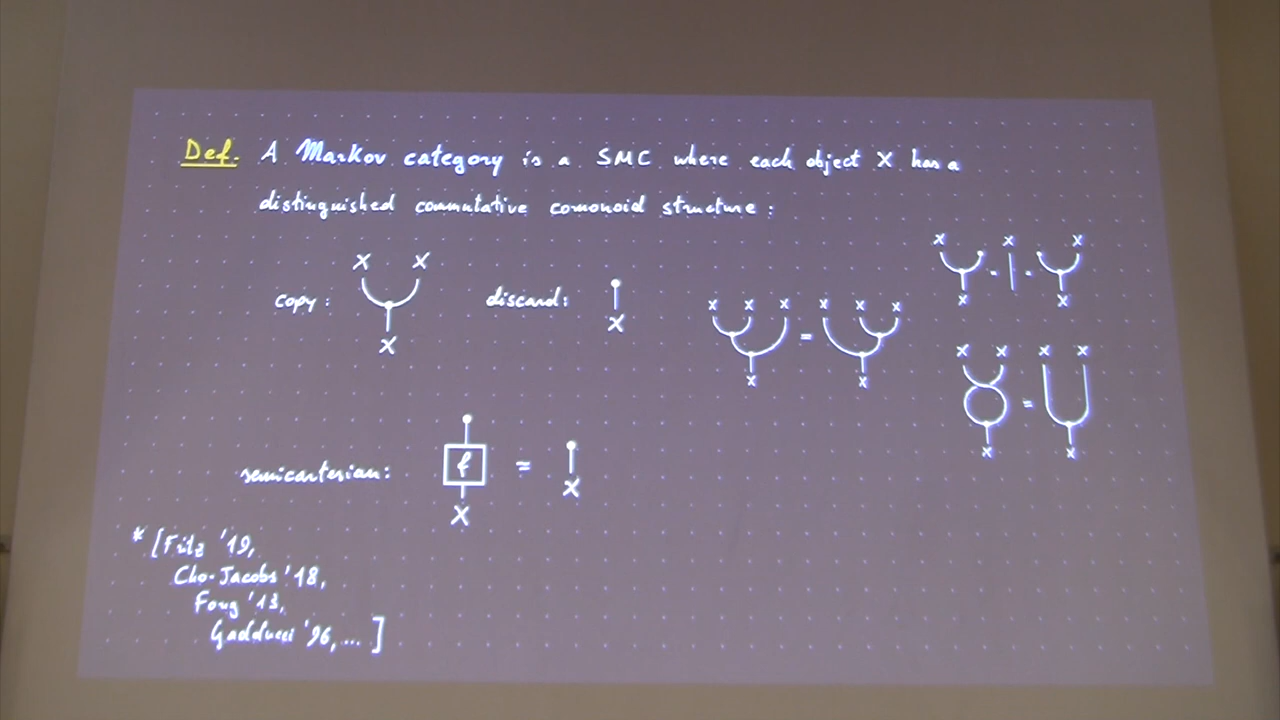 Def. A Markov category is a SMC where each object X has a
distinguished commutative comonoid structure:
copy: X X X
discard: X
X X X = X X X
X X
X = X = X
X X
X X = X X
X X
semicartesian: f X = X
* [Fritz '19,
Cho-Jacobs '18,
Fong '13,
Gadducci '96, ... ]